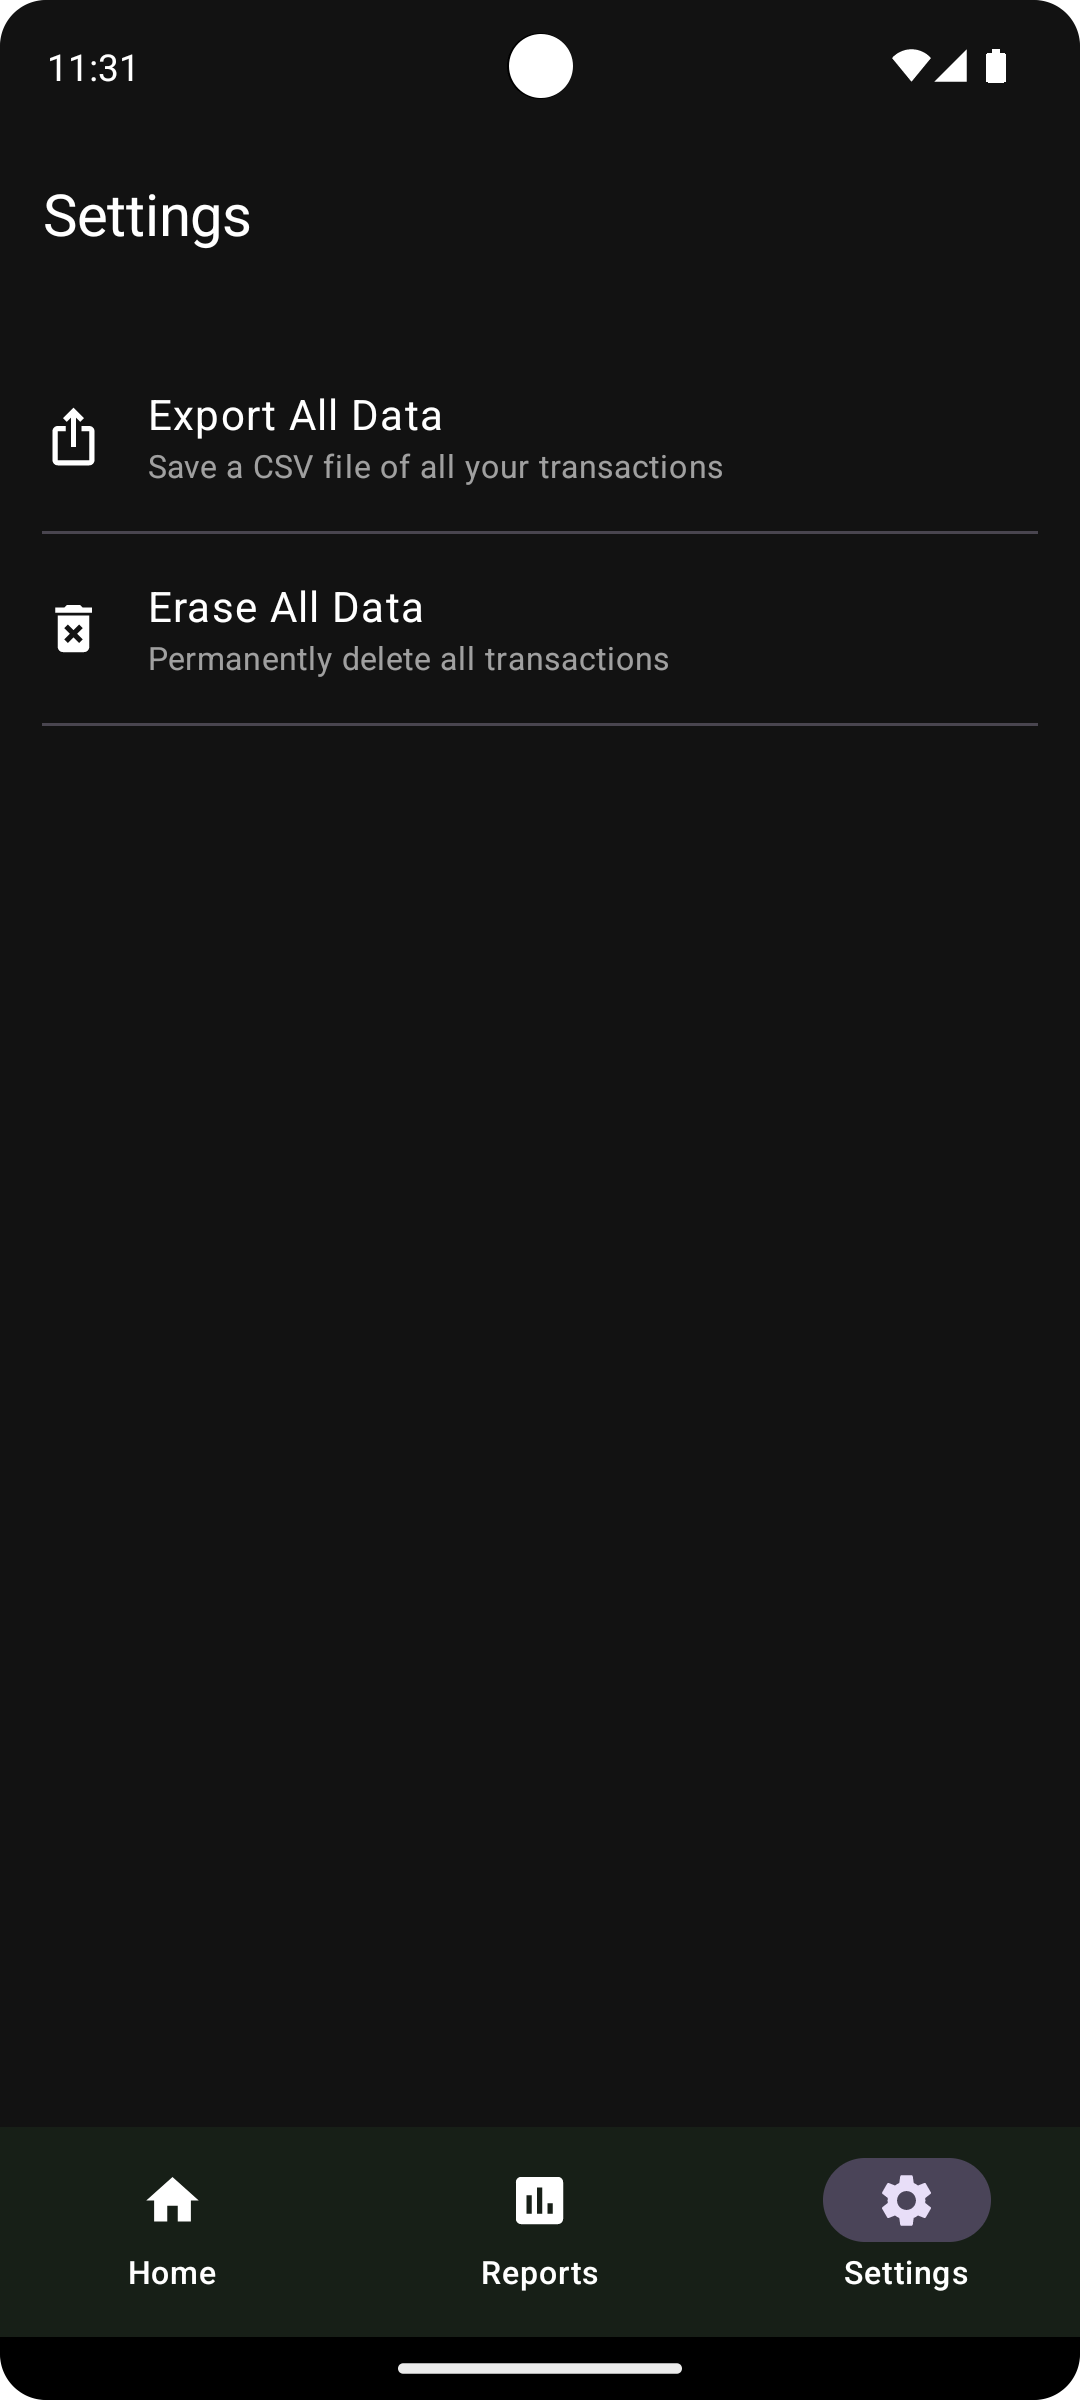 11:31
Settings
Export All Data
Save a CSV file of all your transactions
Erase All Data
Permanently delete all transactions
Home
Reports
Settings